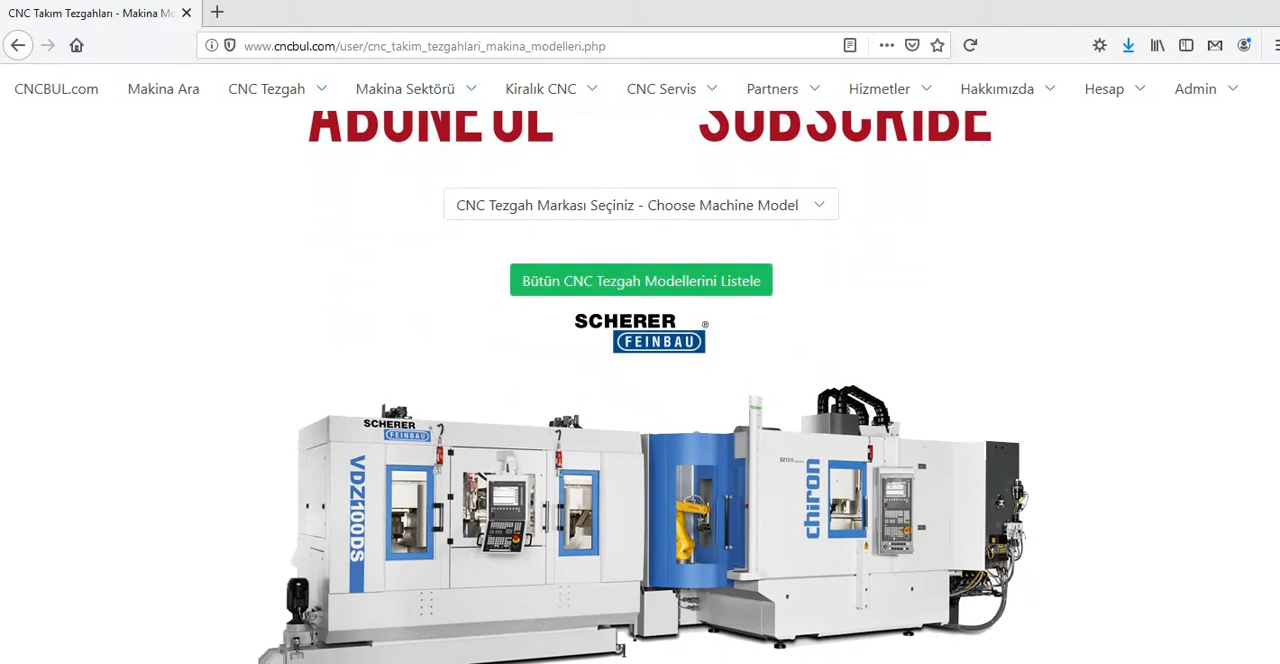 CNC Takım Tezgahları - Makina Mo
www.cncbul.com/user/cnc_takim_tezgahlari_makina_modelleri.php
CNCBUL.com Makina Ara CNC Tezgah Makina Sektörü Kiralık CNC CNC Servis Partners Hizmetler Hakkımızda Hesap Admin
ABONE OL SUBSCRIBE
CNC Tezgah Markası Seçiniz - Choose Machine Model
Bütün CNC Tezgah Modellerini Listele
SCHERER ®
FEINBAU
SCHERER
FEINBAU
VDZ100DS
chiron